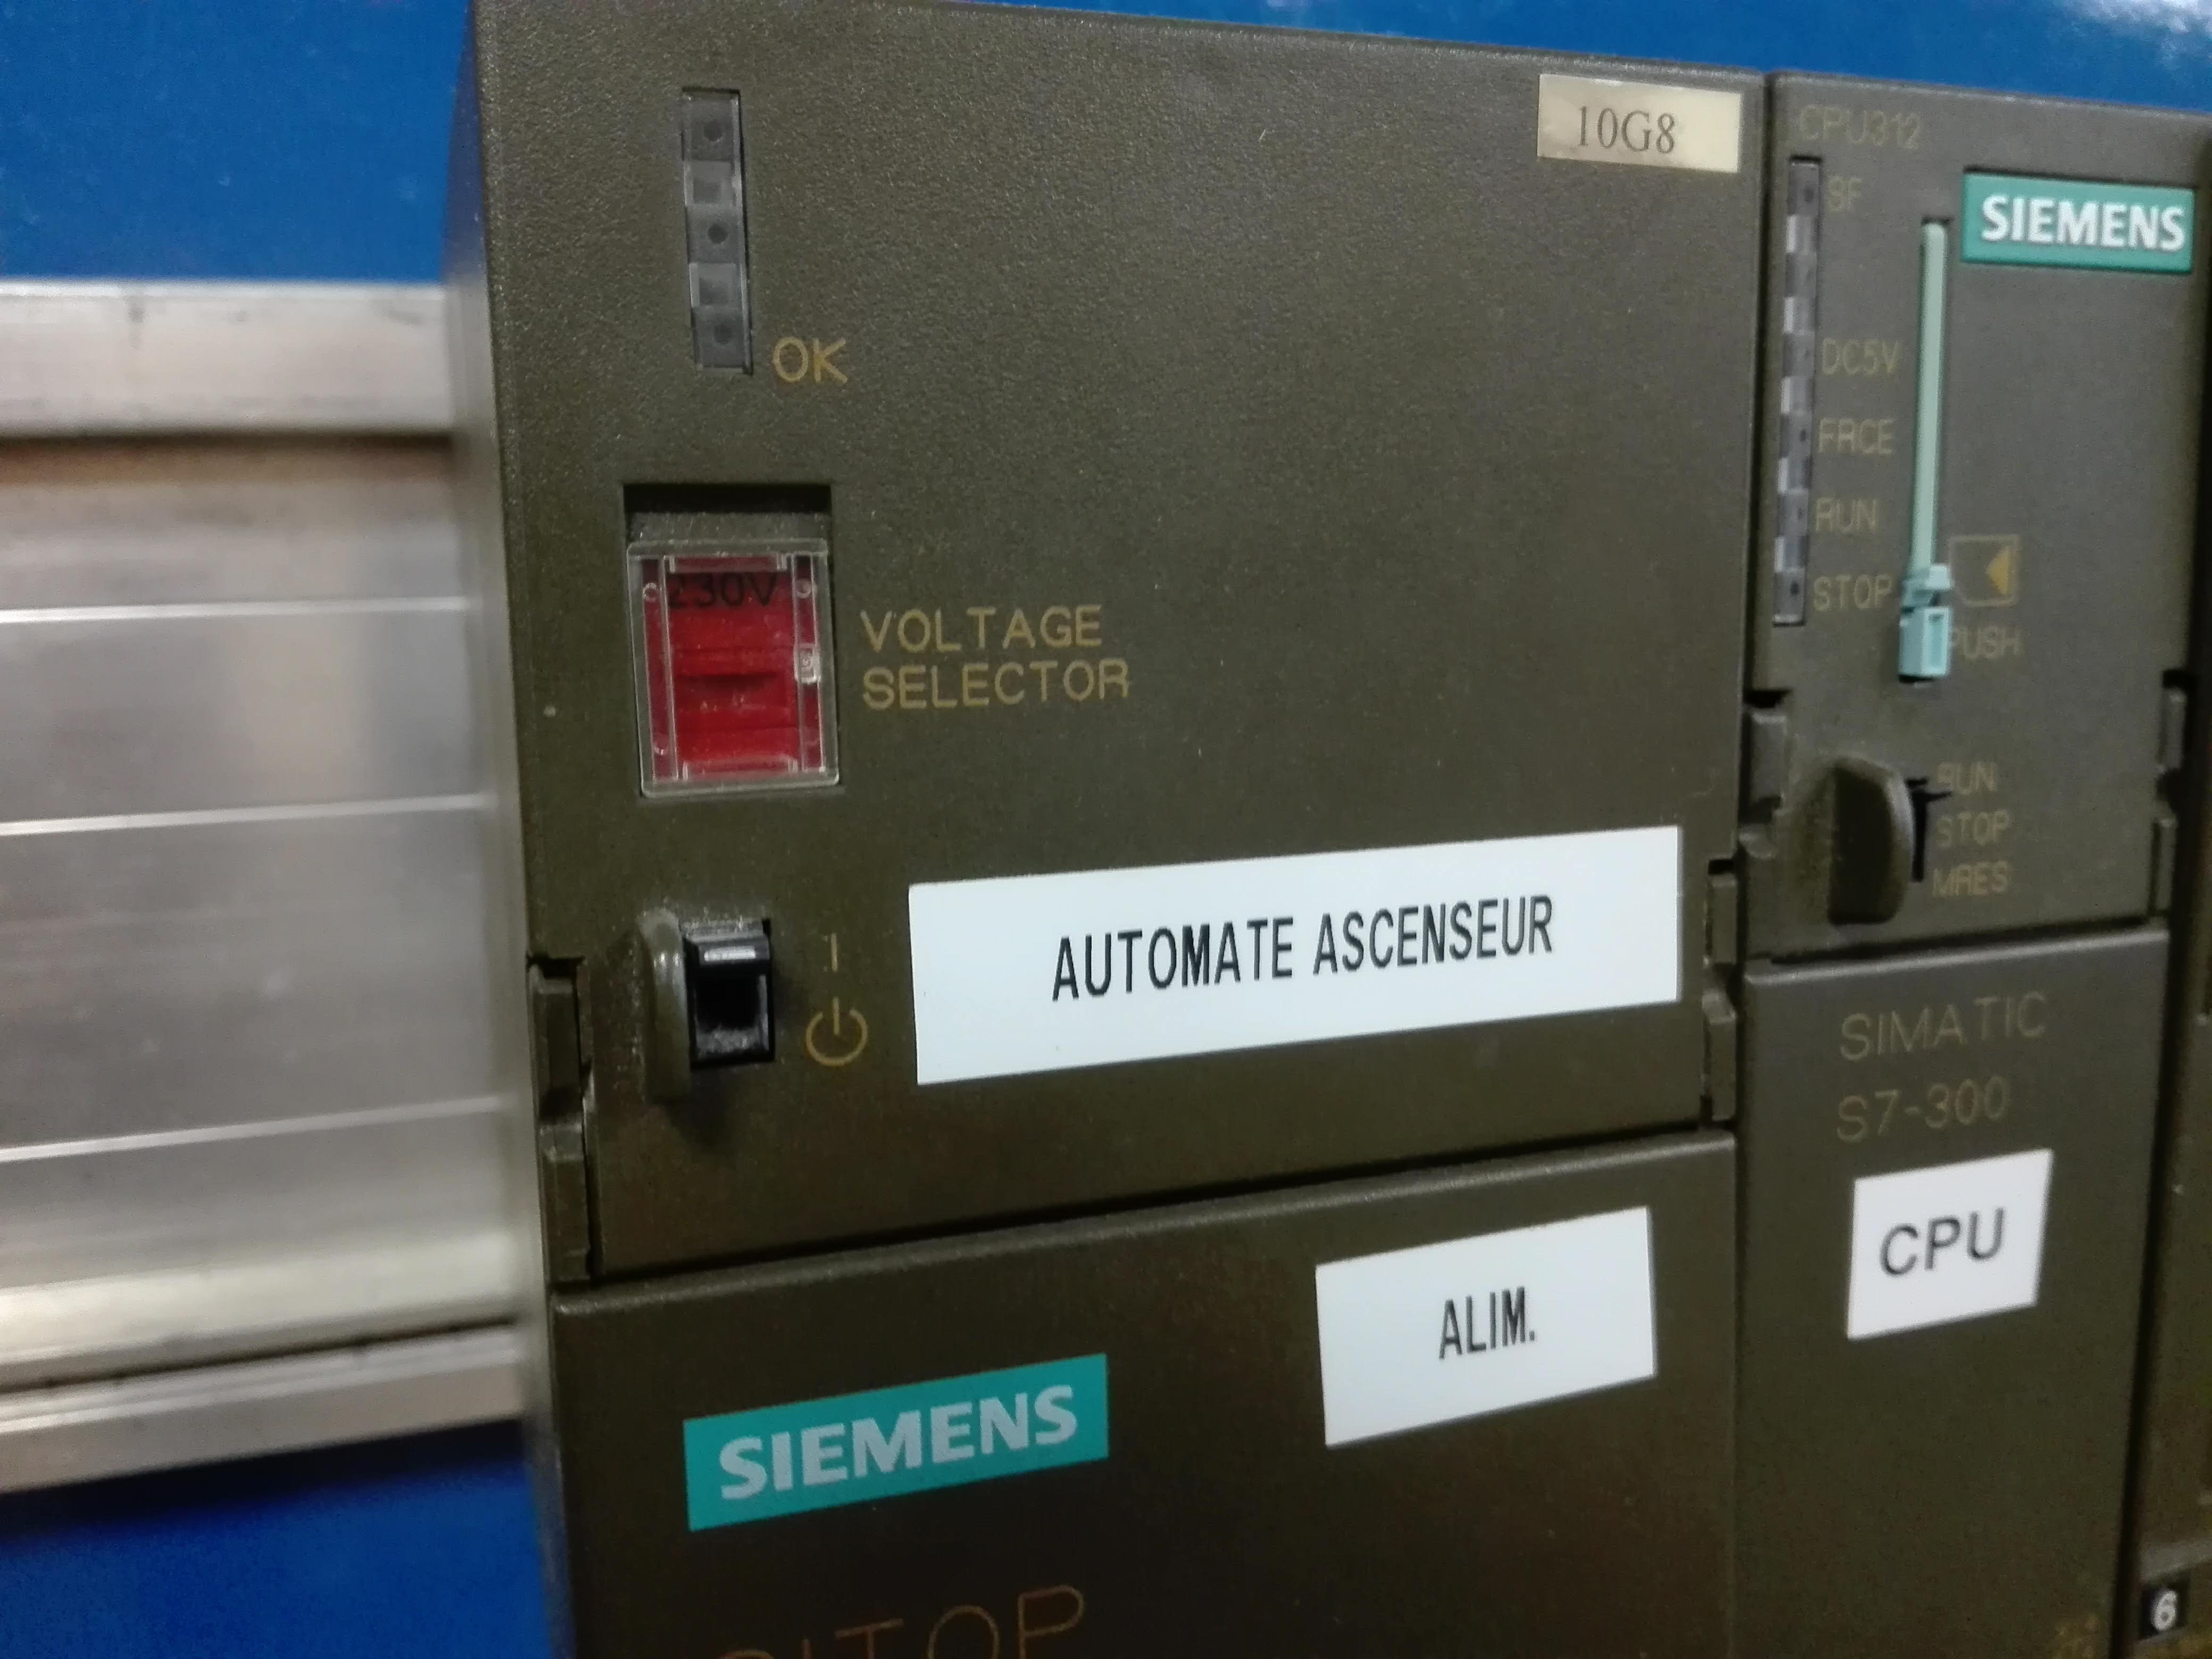 10G8
OK
230V
VOLTAGE
SELECTOR
1
AUTOMATE ASCENSEUR
ALIM.
SIEMENS
SITOP
CPU312
SIEMENS
SF
DC5V
FRCE
RUN
STOP
PUSH
RUN
STOP
MRES
SIMATIC
S7-300
CPU
6